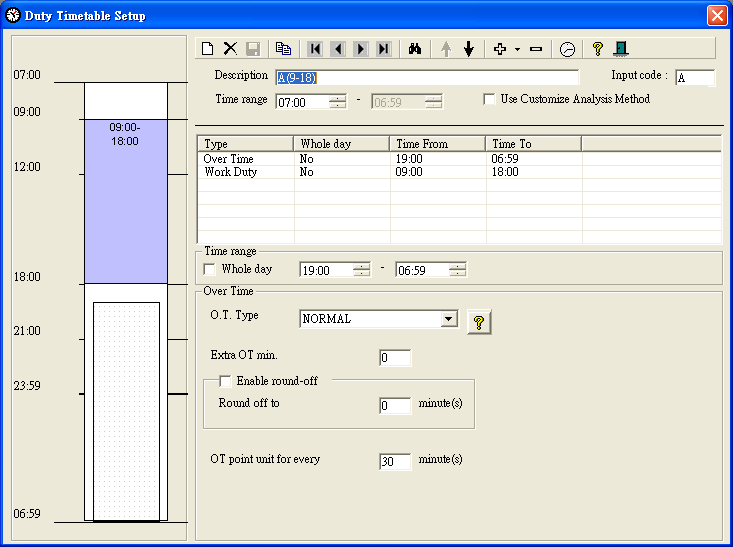 Duty Timetable Setup
07:00
09:00
12:00
18:00
21:00
23:59
06:59
09:00-
18:00
Description A(9-18) Input code : A
Time range 07:00 - 06:59 Use Customize Analysis Method
Type Whole day Time From Time To
Over Time No 19:00 06:59
Work Duty No 09:00 18:00
Time range
Whole day 19:00 - 06:59
Over Time
O.T. Type NORMAL ?
Extra OT min. 0
Enable round-off
Round off to 0 minute(s)
OT point unit for every 30 minute(s)